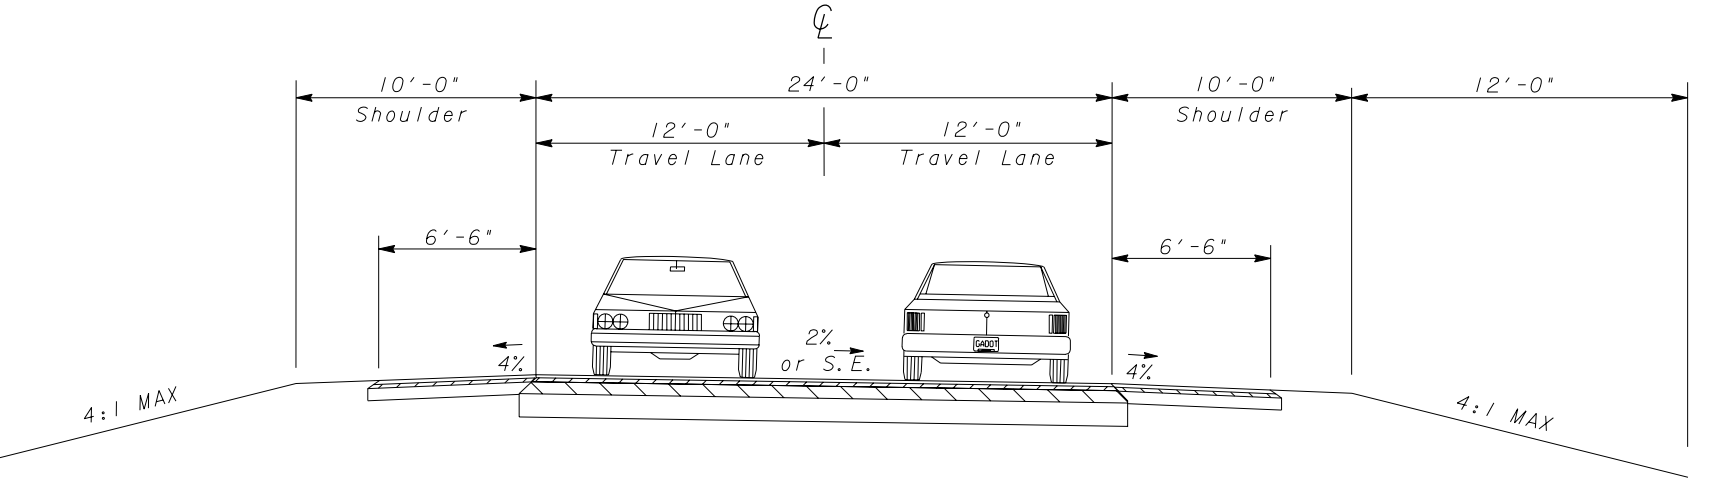 ℄
10'-0"
24'-0"
10'-0"
12'-0"
Shoulder
Shoulder
12'-0"
12'-0"
Travel Lane
Travel Lane
6'-6"
6'-6"
GADOT
2%
or S.E.
4%
4%
4:1 MAX
4:1 MAX